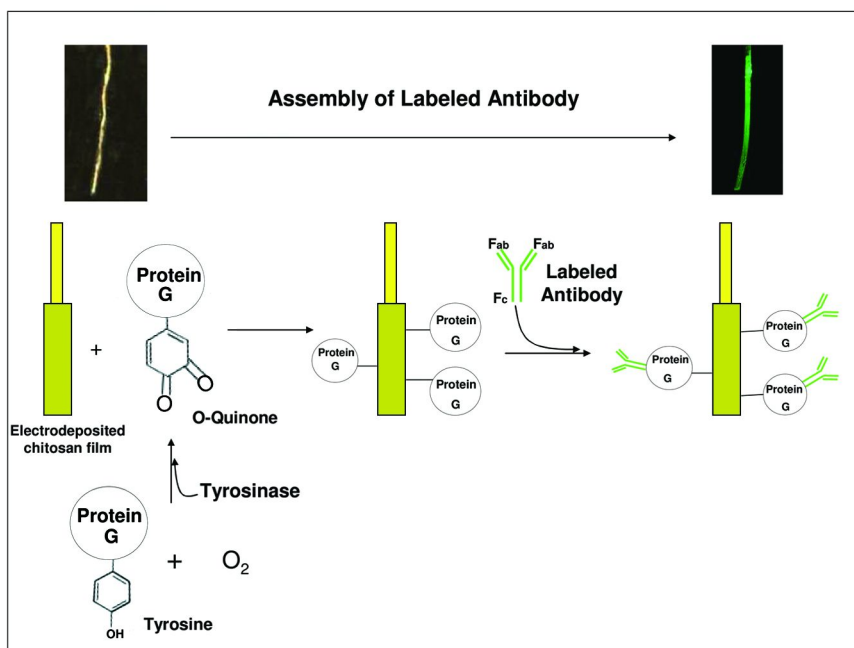 Assembly of Labeled Antibody
Protein
G
+
O
O
O-Quinone
Electrodeposited
chitosan film
Tyrosinase
Protein
G
+ O2
OH
Tyrosine
Protein
G
Protein
G
Protein
G
Fab Fab
Fc
Labeled
Antibody
Protein
G
Protein
G
Protein
G